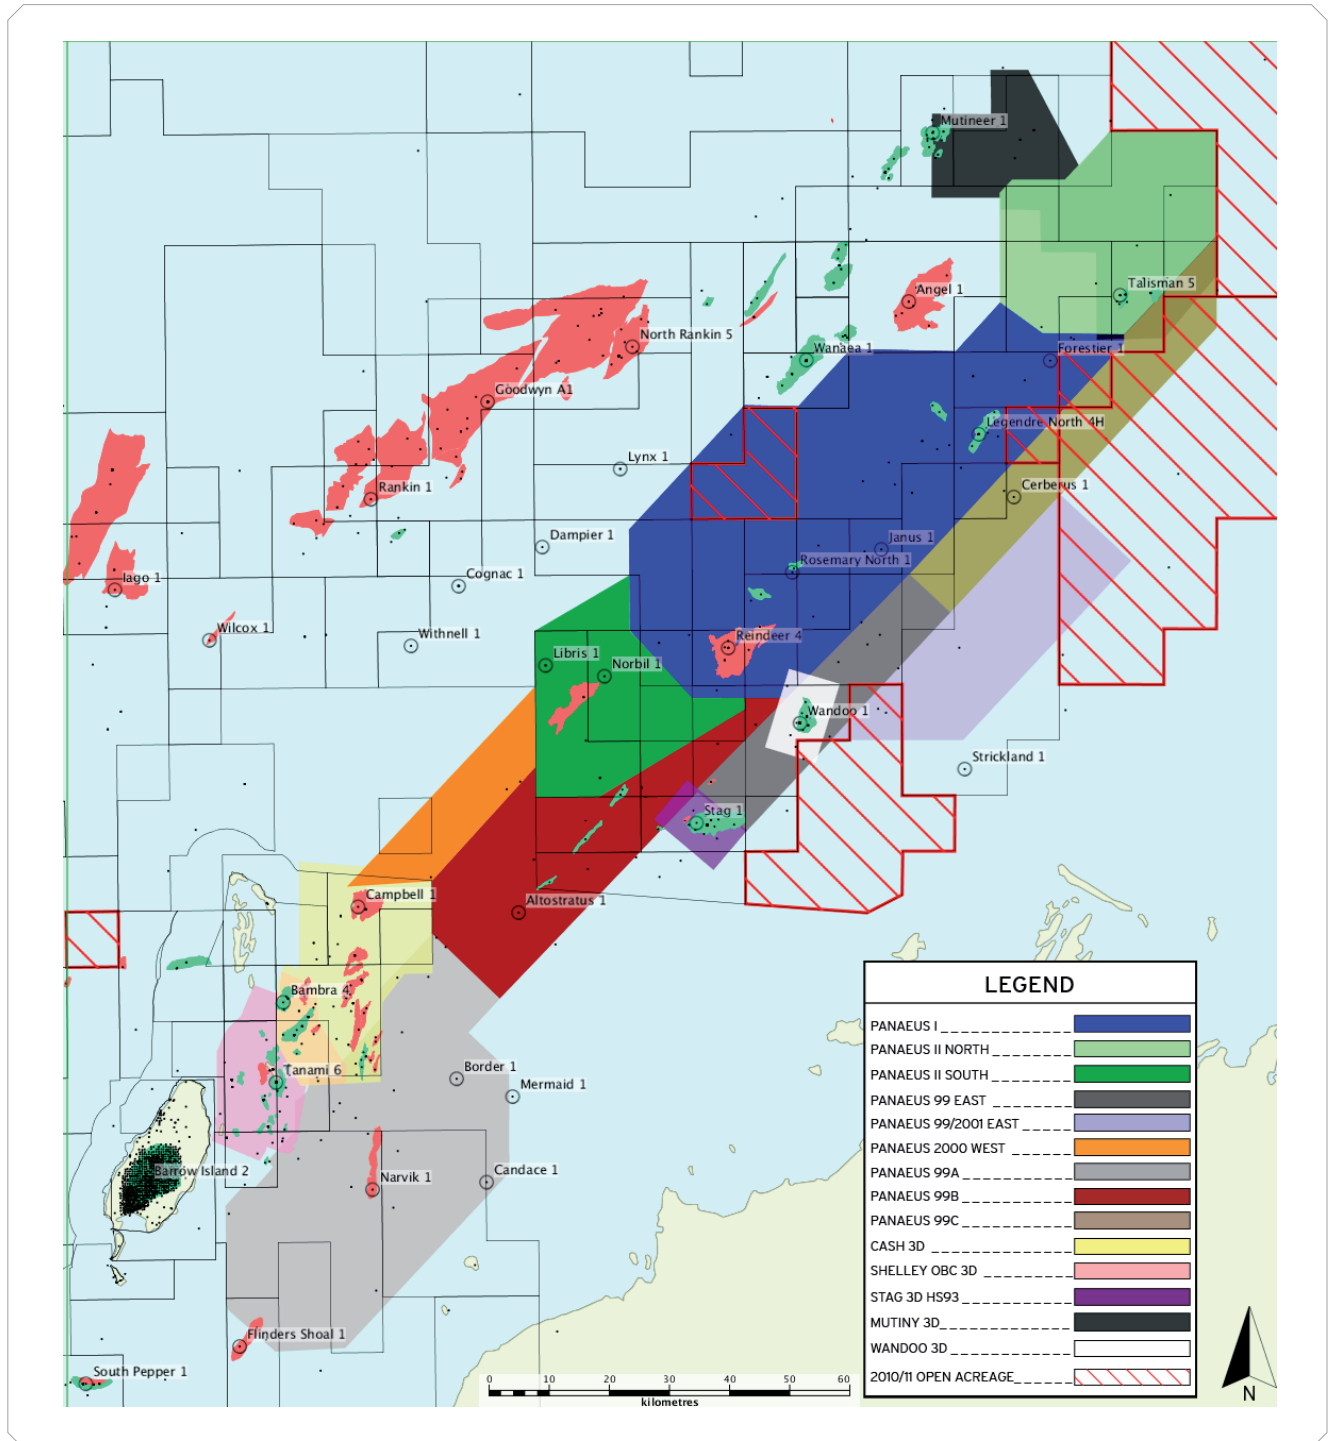 Mutineer 1
Talisman 5
Angel 1
North Rankin 5
Wanaea 1
Forestier 1
Goodwyn A1
Legendre North 4H
Lynx 1
Rankin 1
Cerberus 1
Dampier 1
Janus 1
Rosemary North 1
Iago 1
Cognac 1
Wilcox 1
Withnell 1
Reindeer 4
Libris 1
Norbil 1
Wandoo 1
Strickland 1
Stag 1
Campbell 1
Altostratus 1
Bambra 4
Tanami 6
Border 1
Mermaid 1
Barrow Island 2
Narvik 1
Candace 1
Flinders Shoal 1
South Pepper 1
LEGEND
PANAEUS I
PANAEUS II NORTH
PANAEUS II SOUTH
PANAEUS 99 EAST
PANAEUS 99/2001 EAST
PANAEUS 2000 WEST
PANAEUS 99A
PANAEUS 99B
PANAEUS 99C
CASH 3D
SHELLEY OBC 3D
STAG 3D HS93
MUTINY 3D
WANDOO 3D
2010/11 OPEN ACREAGE
0 10 20 30 40 50 60
kilometres
N